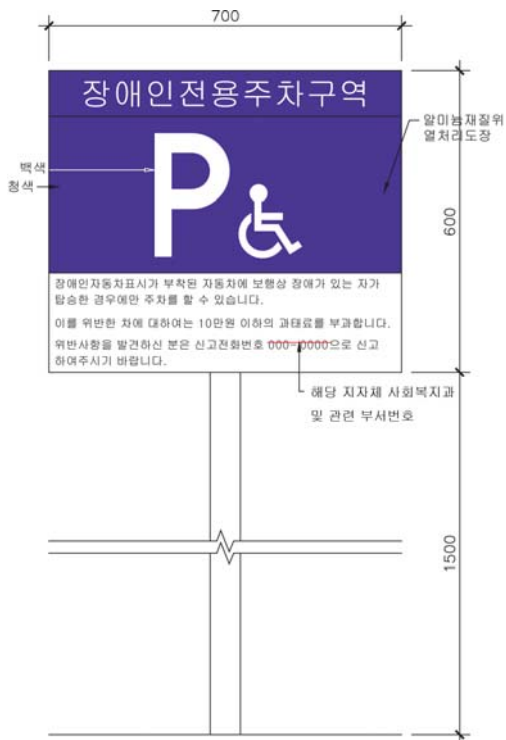 700
장애인전용주차구역
알미늄재질위
열처리도장
P
백색
청색
600
장애인자동차표시가 부착된 자동차에 보행상 장애가 있는 자가
탑승한 경우에만 주차를 할 수 있습니다.
이를 위반한 차에 대하여는 10만원 이하의 과태료를 부과합니다.
위반사항을 발견하신 분은 신고전화번호 000-0000으로 신고
하여주시기 바랍니다.
해당 지자체 사회복지과
및 관련 부서번호
1500